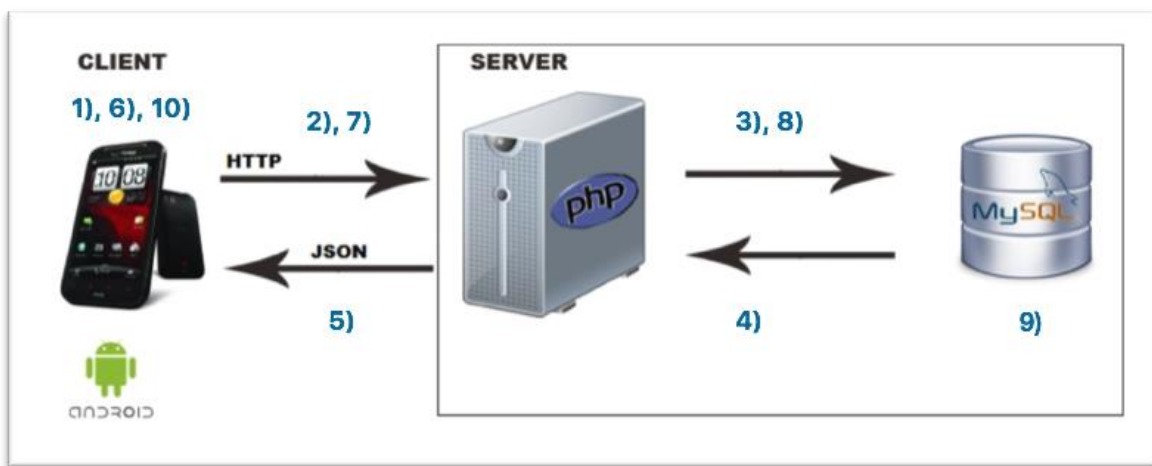 CLIENT
SERVER
1), 6), 10)
2), 7)
3), 8)
HTTP
10 08
php
MySQL
JSON
5)
4)
9)
ANDROID